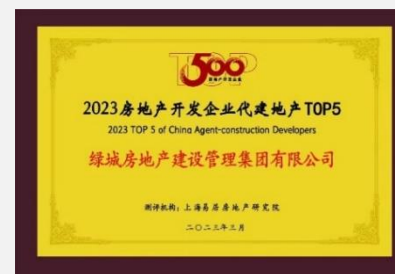 TOP
500
2023房地产开发企业代建地产TOP5
2023 TOP 5 of China Agent-construction Developers
绿城房地产建设管理集团有限公司
测评机构：上海易居房地产研究院
二〇二三年三月